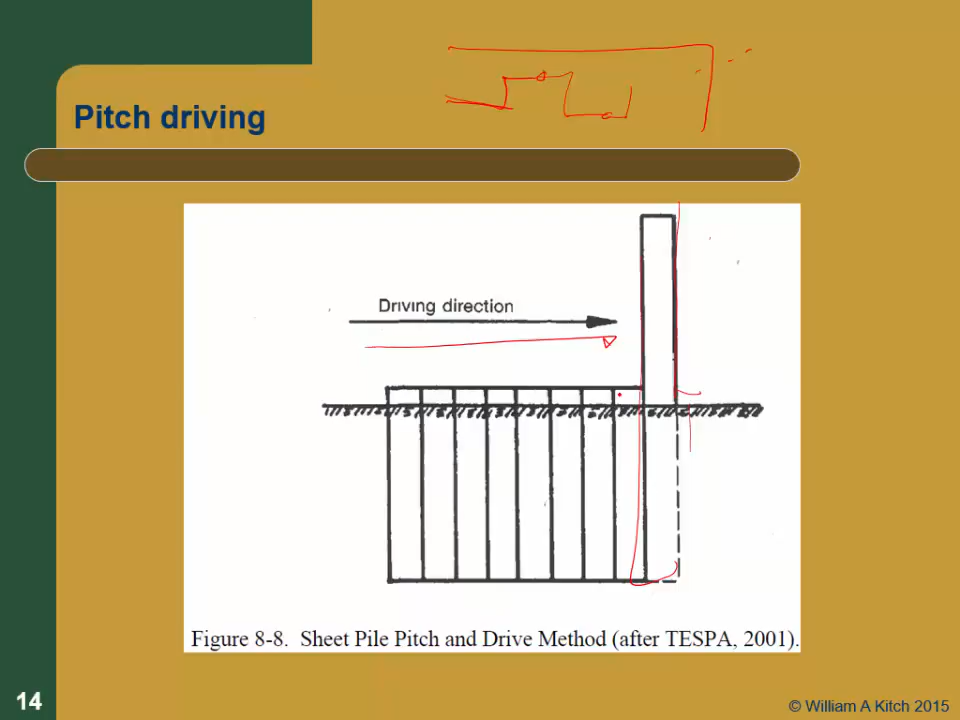 Pitch driving
Driving direction
Figure 8-8. Sheet Pile Pitch and Drive Method (after TESPA, 2001).
14
© William A Kitch 2015